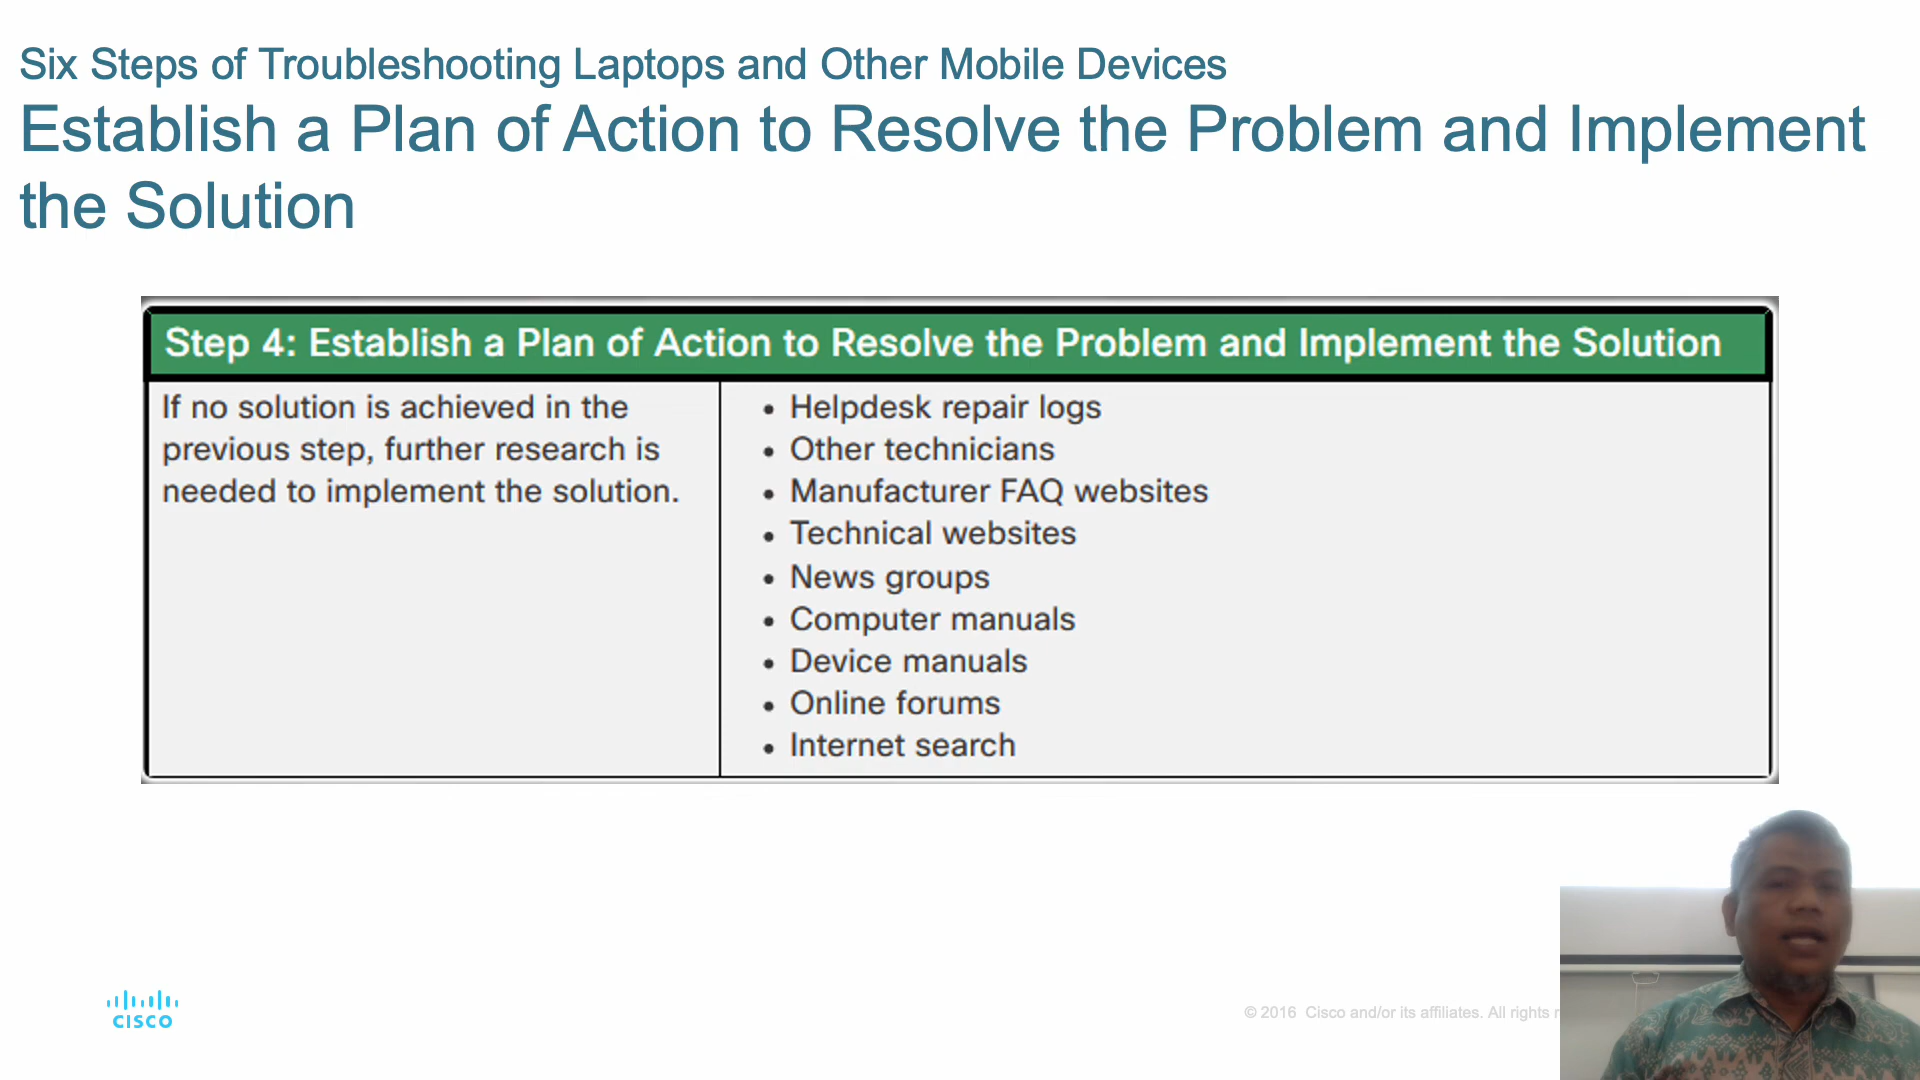 Six Steps of Troubleshooting Laptops and Other Mobile Devices
Establish a Plan of Action to Resolve the Problem and Implement
the Solution
Step 4: Establish a Plan of Action to Resolve the Problem and Implement the Solution
If no solution is achieved in the
previous step, further research is
needed to implement the solution.
• Helpdesk repair logs
• Other technicians
• Manufacturer FAQ websites
• Technical websites
• News groups
• Computer manuals
• Device manuals
• Online forums
• Internet search
CISCO
© 2016 Cisco and/or its affiliates. All rights